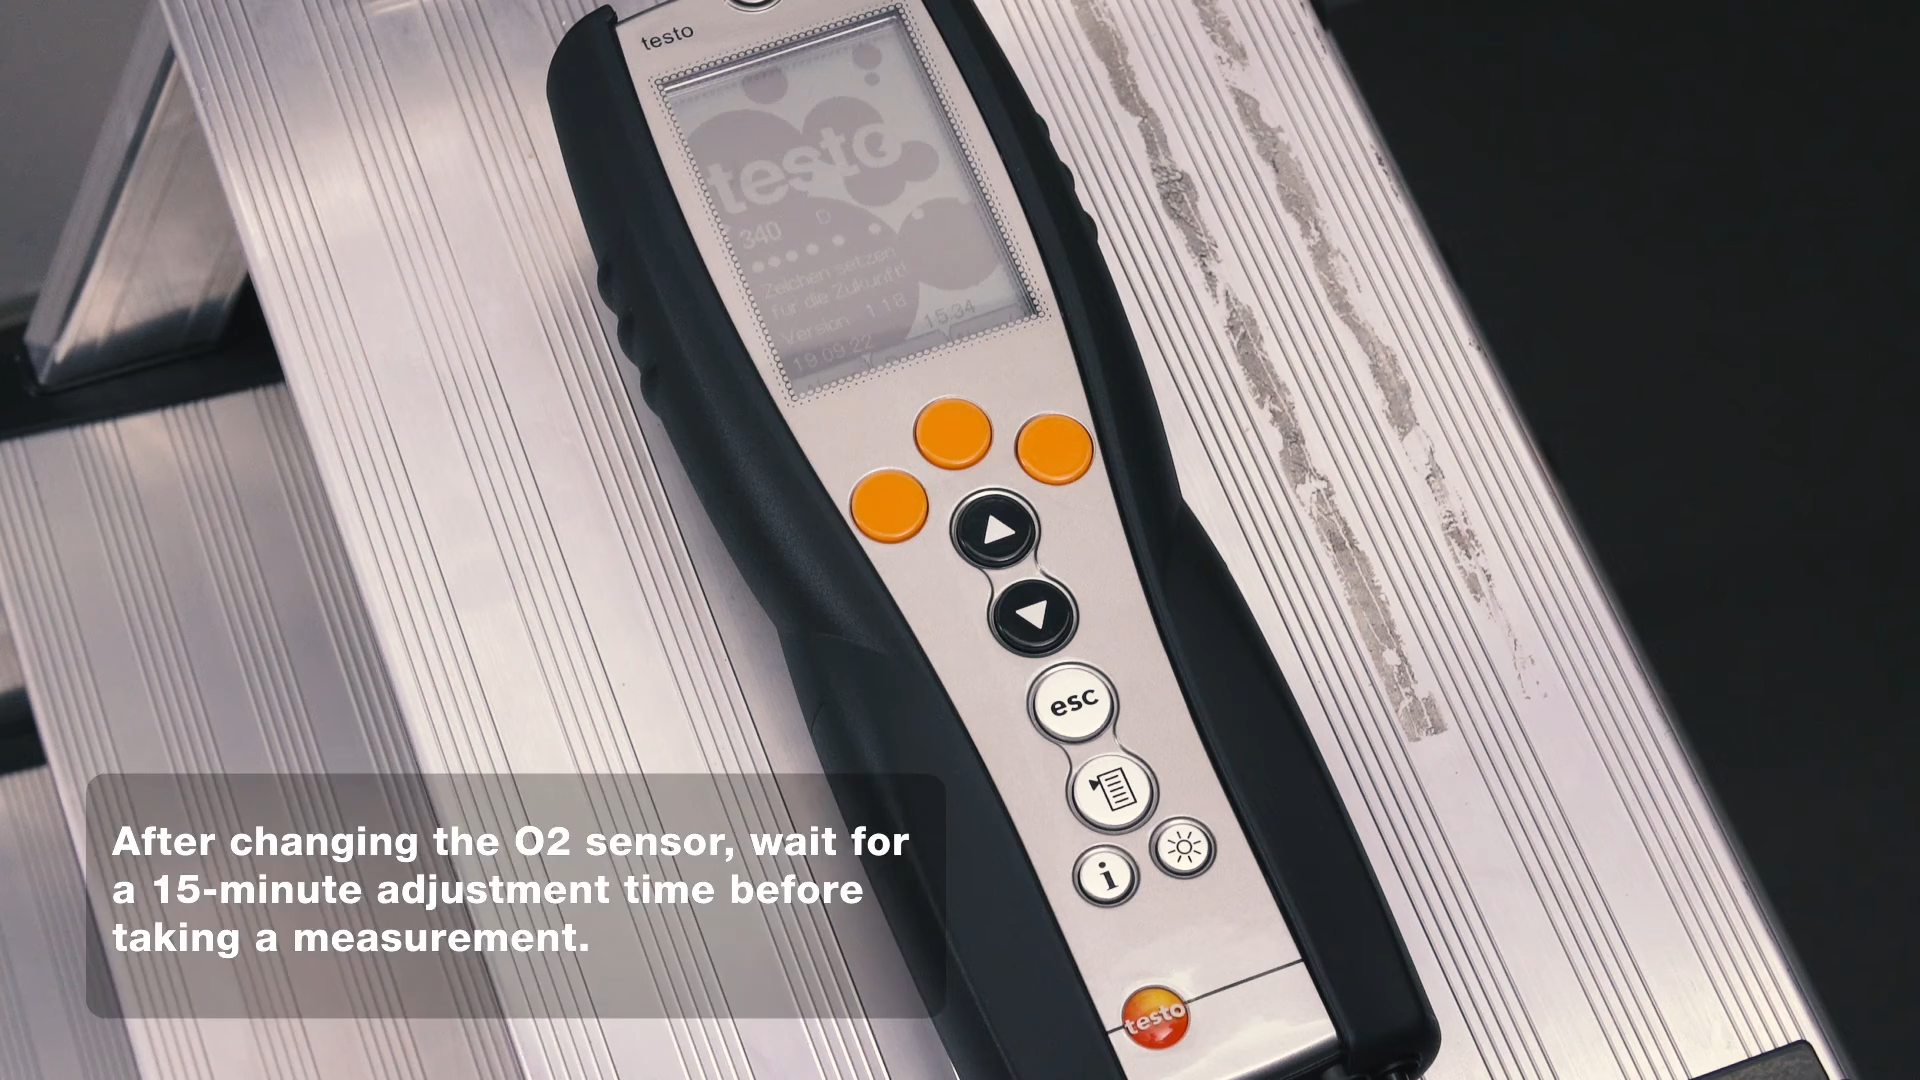 testo
testo
340 D
Zeichen setzen
für die Zukunft!
Version 1.18
19.09.22 15:34
esc
i
testo
After changing the O2 sensor, wait for
a 15-minute adjustment time before
taking a measurement.